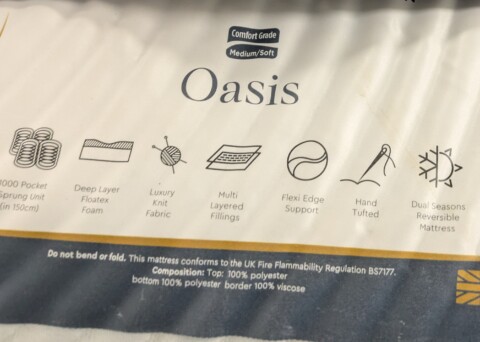 Comfort Grade
Medium/Soft
Oasis
1000 Pocket
Sprung Unit
(in 150cm)
Deep Layer
Floatex
Foam
Luxury
Knit
Fabric
Multi
Layered
Fillings
Flexi Edge
Support
Hand
Tufted
Dual Seasons
Reversible
Mattress
Do not bend or fold. This mattress conforms to the UK Fire Flammability Regulation BS7177.
Composition: Top: 100% polyester
bottom 100% polyester border 100% viscose